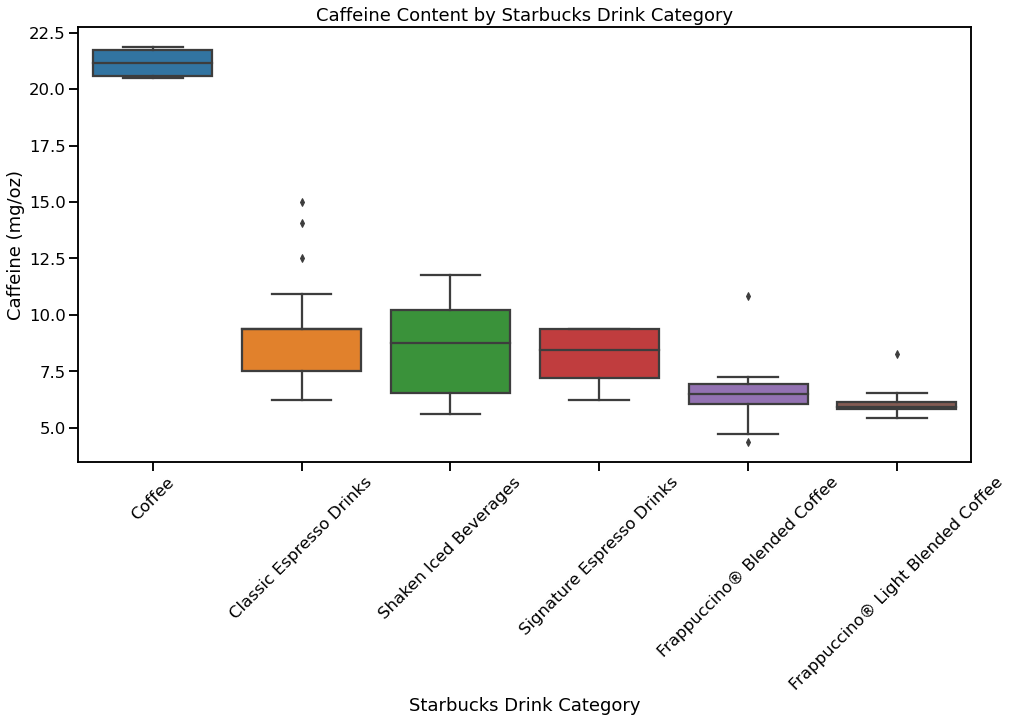 Caffeine Content by Starbucks Drink Category
Caffeine (mg/oz)
22.5
20.0
17.5
15.0
12.5
10.0
7.5
5.0
Coffee
Classic Espresso Drinks
Shaken Iced Beverages
Signature Espresso Drinks
Frappuccino® Blended Coffee
Frappuccino® Light Blended Coffee
Starbucks Drink Category